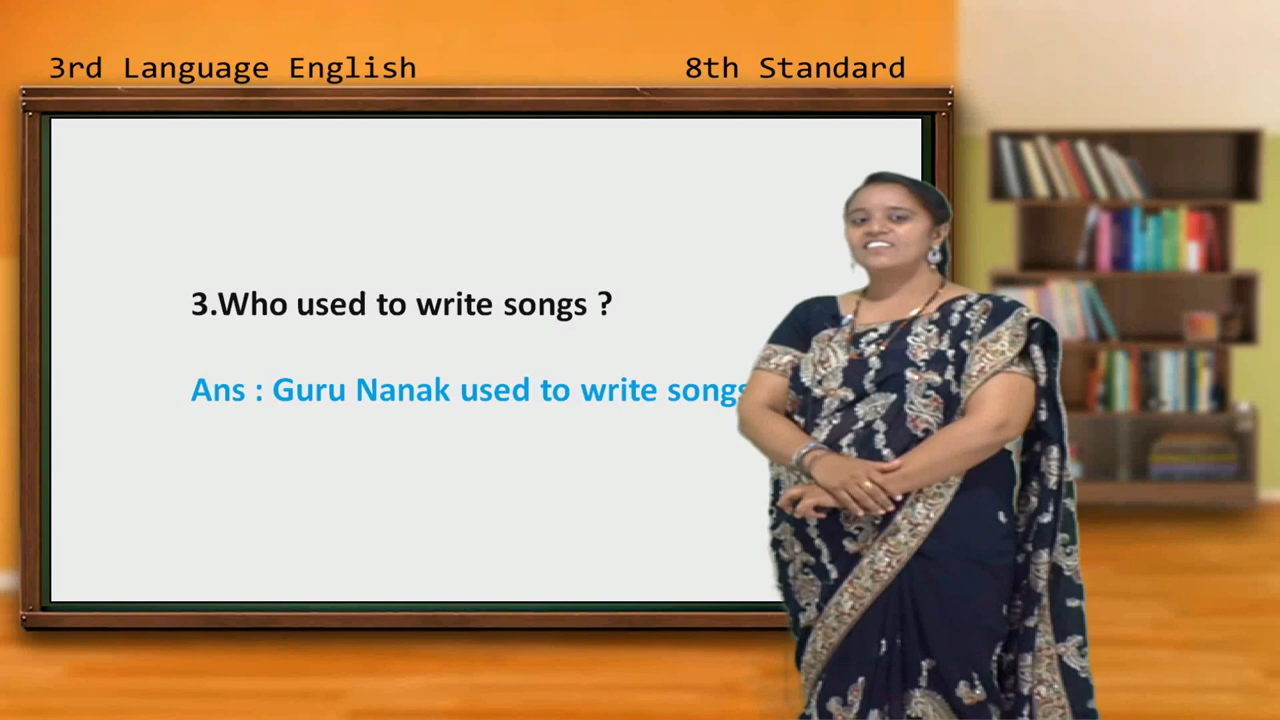 3rd Language English 8th Standard
3.Who used to write songs ?
Ans : Guru Nanak used to write songs